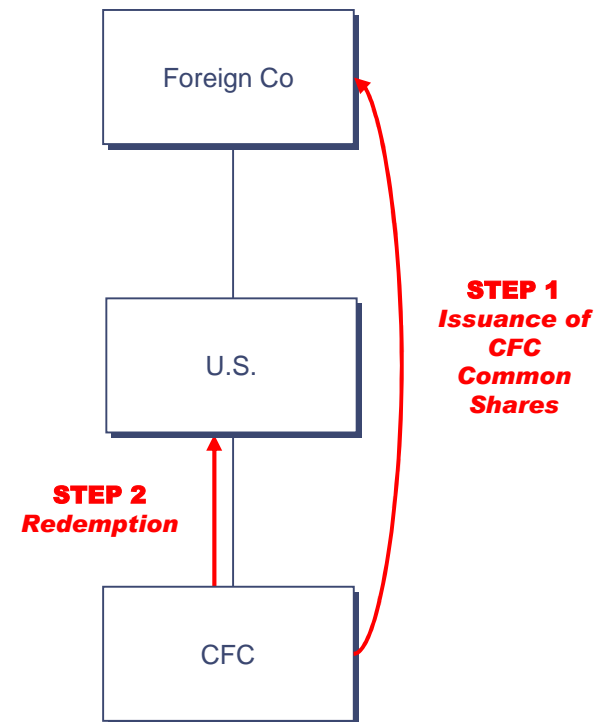 Foreign Co
STEP 1
Issuance of
CFC
Common
Shares
U.S.
STEP 2
Redemption
CFC